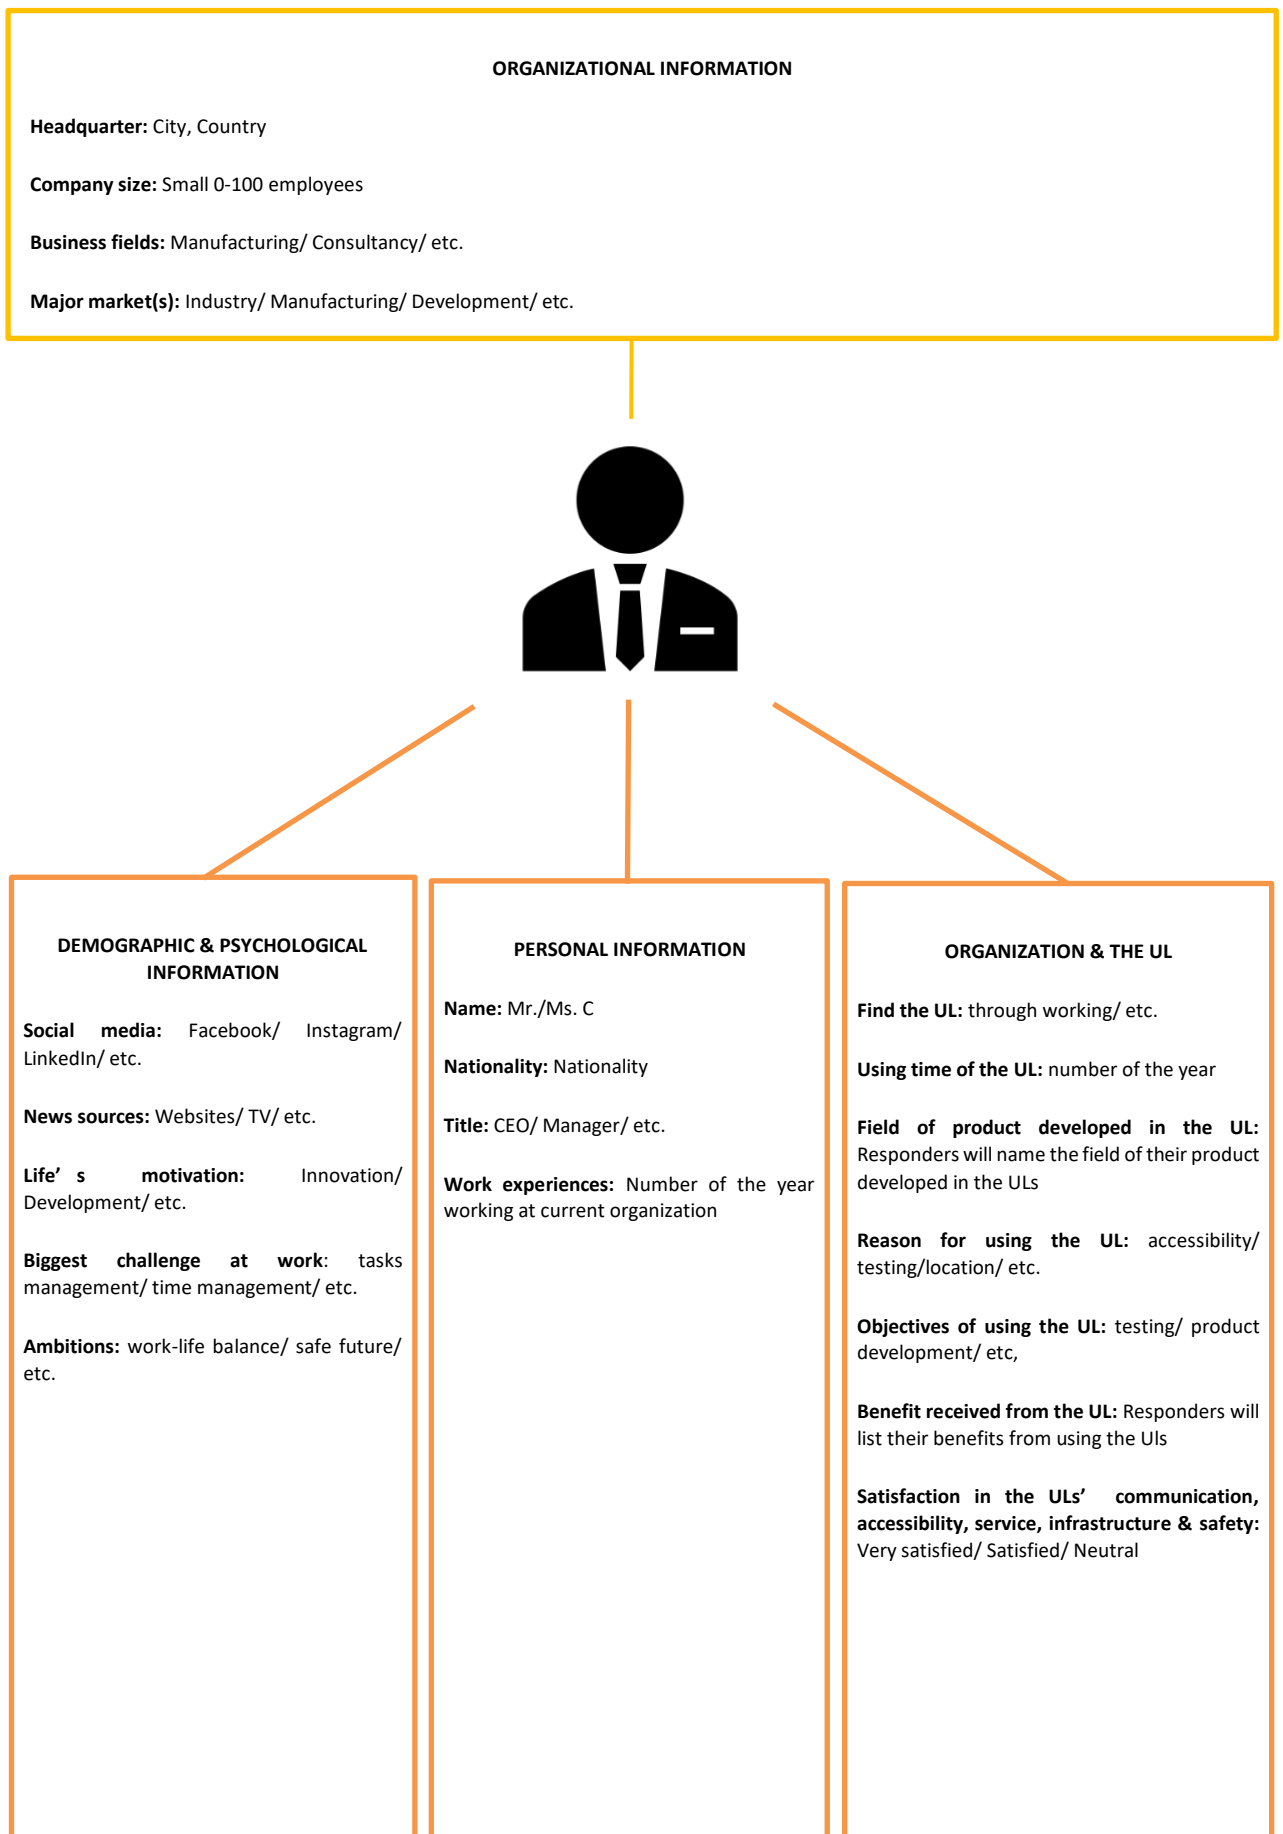 ORGANIZATIONAL INFORMATION
Headquarter: City, Country
Company size: Small 0-100 employees
Business fields: Manufacturing/ Consultancy/ etc.
Major market(s): Industry/ Manufacturing/ Development/ etc.
DEMOGRAPHIC & PSYCHOLOGICAL
INFORMATION
Social media: Facebook/ Instagram/
LinkedIn/ etc.
News sources: Websites/ TV/ etc.
Life’ s motivation: Innovation/
Development/ etc.
Biggest challenge at work: tasks
management/ time management/ etc.
Ambitions: work-life balance/ safe future/
etc.
PERSONAL INFORMATION
Name: Mr./Ms. C
Nationality: Nationality
Title: CEO/ Manager/ etc.
Work experiences: Number of the year
working at current organization
ORGANIZATION & THE UL
Find the UL: through working/ etc.
Using time of the UL: number of the year
Field of product developed in the UL:
Responders will name the field of their product
developed in the ULs
Reason for using the UL: accessibility/
testing/location/ etc.
Objectives of using the UL: testing/ product
development/ etc,
Benefit received from the UL: Responders will
list their benefits from using the Uls
Satisfaction in the ULs’ communication,
accessibility, service, infrastructure & safety:
Very satisfied/ Satisfied/ Neutral